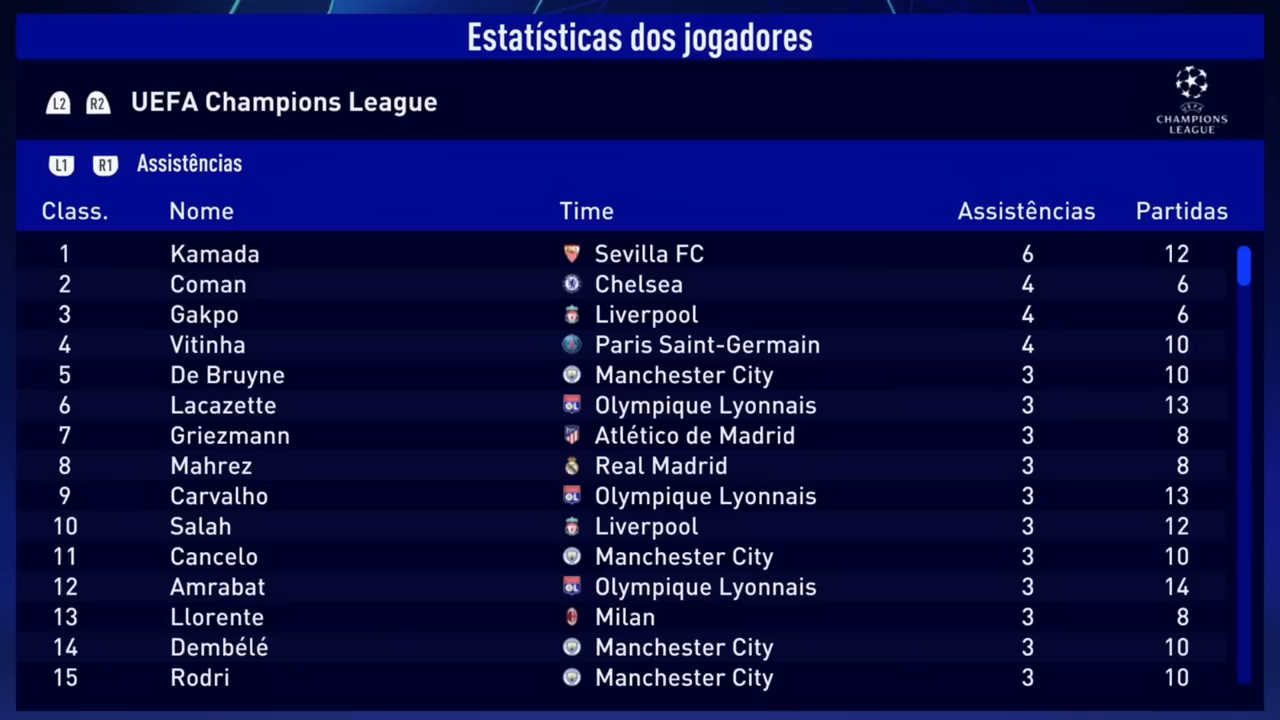 Estatísticas dos jogadores
L2 R2 UEFA Champions League
UEFA
CHAMPIONS
LEAGUE
L1 R1 Assistências
Class. Nome Time Assistências Partidas
1 Kamada Sevilla FC 6 12
2 Coman Chelsea 4 6
3 Gakpo Liverpool 4 6
4 Vitinha Paris Saint-Germain 4 10
5 De Bruyne Manchester City 3 10
6 Lacazette OL Olympique Lyonnais 3 13
7 Griezmann Atlético de Madrid 3 8
8 Mahrez Real Madrid 3 8
9 Carvalho OL Olympique Lyonnais 3 13
10 Salah Liverpool 3 12
11 Cancelo Manchester City 3 10
12 Amrabat OL Olympique Lyonnais 3 14
13 Llorente Milan 3 8
14 Dembélé Manchester City 3 10
15 Rodri Manchester City 3 10